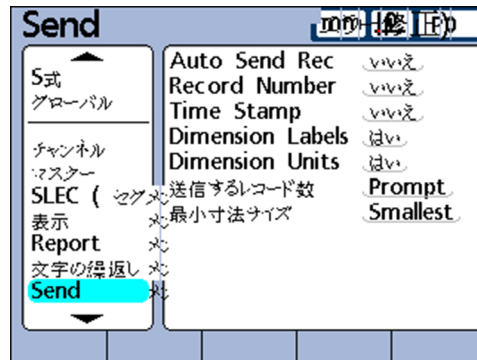 Send
S式
グローバル
チャンネル
マスター
SLEC ( セグメ
表示
Report
文字の繰返し
Send
Auto Send Rec いいえ
Record Number いいえ
Time Stamp いいえ
Dimension Labels はい
Dimension Units はい
送信するレコード数 Prompt
最小寸法サイズ Smallest